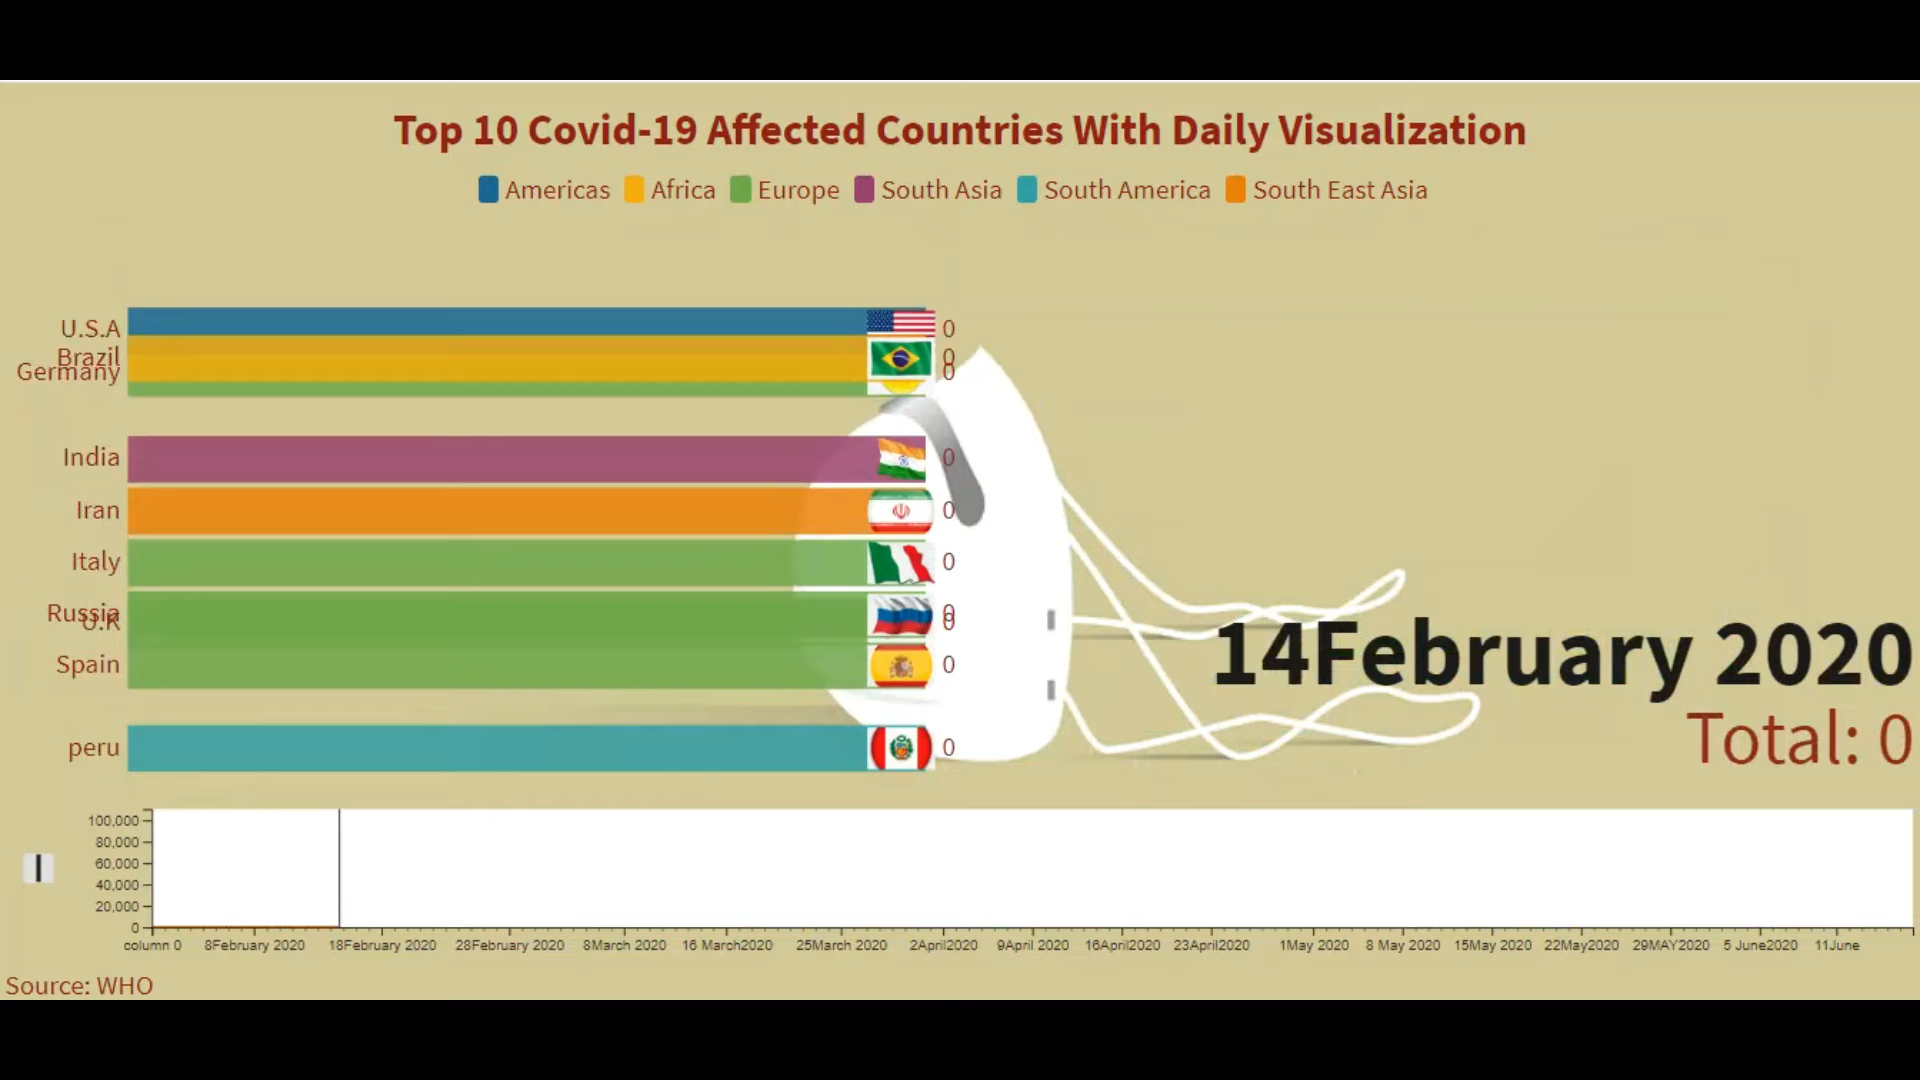 Top 10 Covid-19 Affected Countries With Daily Visualization
Americas Africa Europe South Asia South America South East Asia
U.S.A 0
Brazil 0
Germany 0
India 0
Iran 0
Italy 0
Russia 0
U.K 0
Spain 0
14February 2020
Total: 0
peru 0
100,000
80,000
60,000
40,000
20,000
0
column 0 8February 2020 18February 2020 28February 2020 8March 2020 16 March2020 25March 2020 2April2020 9April 2020 16April2020 23April2020 1May 2020 8 May 2020 15May 2020 22May2020 29MAY2020 5 June2020 11June
Source: WHO